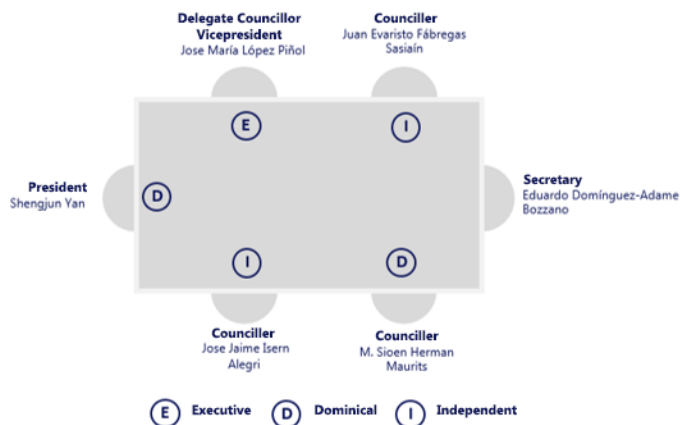 Delegate Councillor
Vicepresident
Jose María López Piñol
Counciller
Juan Evaristo Fábregas
Sasiaín
E
I
President
Shengjun Yan
D
Secretary
Eduardo Domínguez-Adame
Bozzano
I
D
Counciller
Jose Jaime Isern
Alegri
Counciller
M. Sioen Herman
Maurits
E Executive D Dominical I Independent